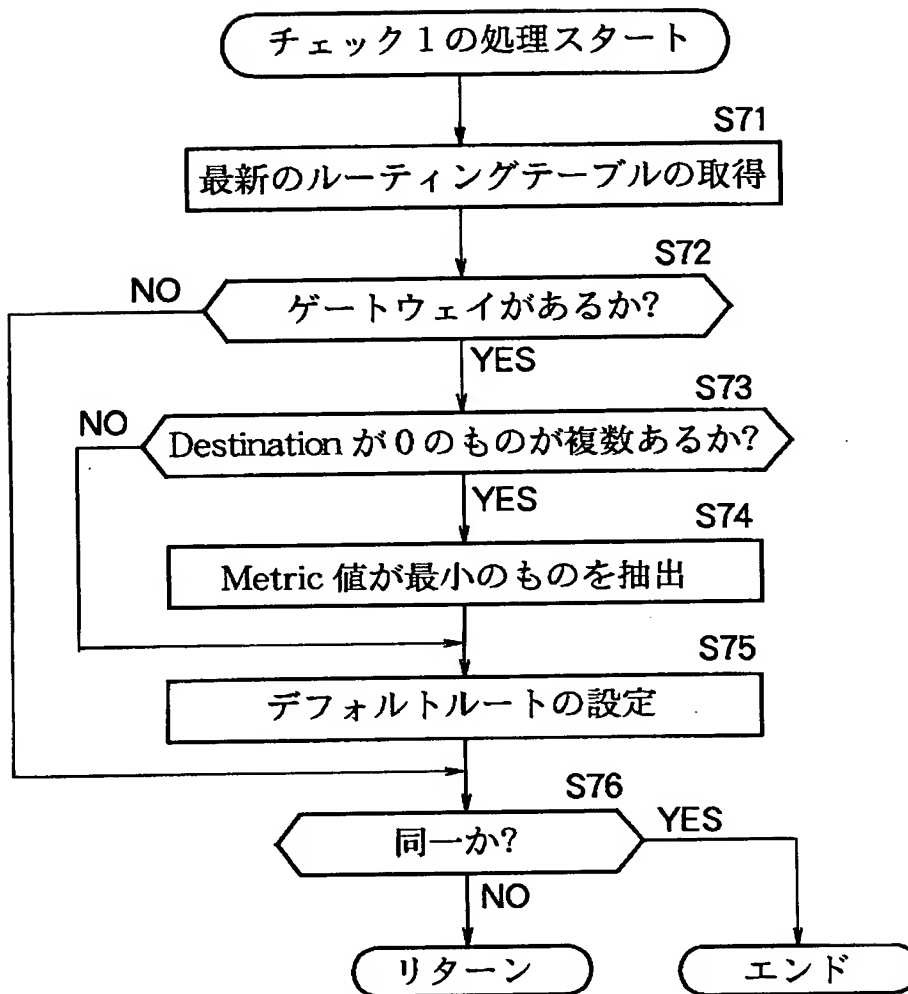 チェック1の処理スタート
S71
最新のルーティングテーブルの取得
S72
NO
ゲートウェイがあるか?
YES
S73
NO
Destination が 0 のものが複数あるか?
YES
S74
Metric 値が最小のものを抽出
S75
デフォルトルートの設定
S76
同一か?
YES
NO
リターン
エンド